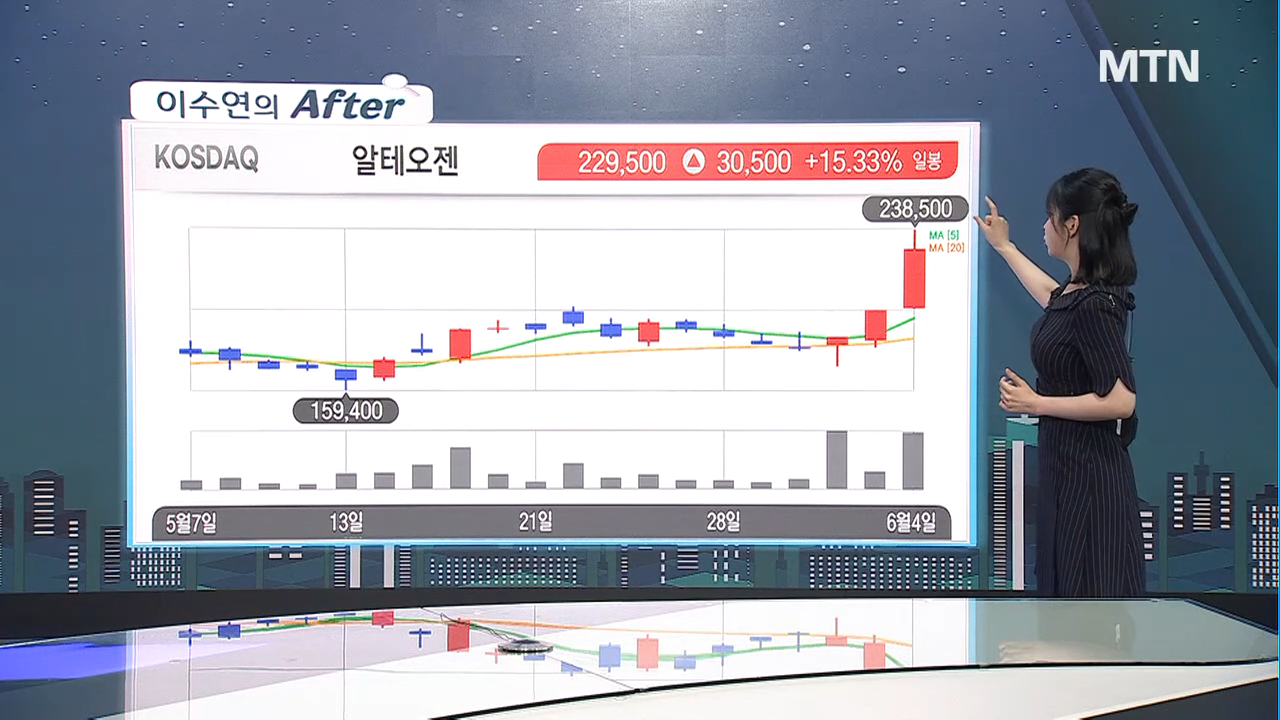 MTN
이수연의 After
KOSDAQ 알테오젠 229,500 30,500 +15.33% 일봉
238,500
MA [5]
MA [20]
159,400
5월7일 13일 21일 28일 6월4일